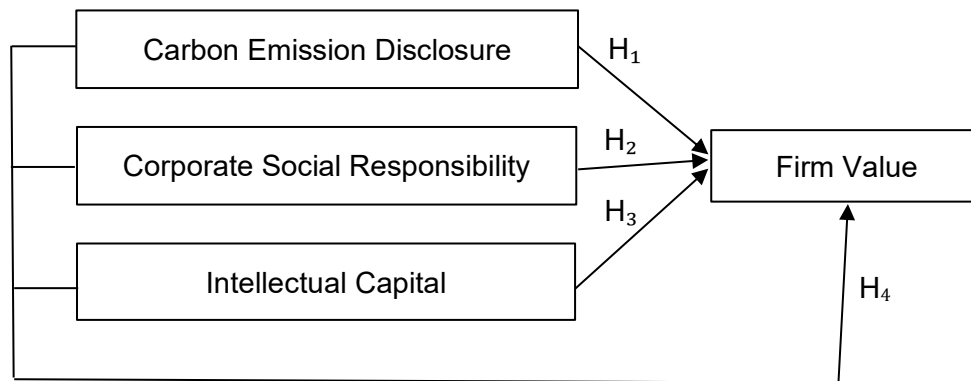 Carbon Emission Disclosure
H₁
Corporate Social Responsibility
H₂
Firm Value
H₃
Intellectual Capital
H₄